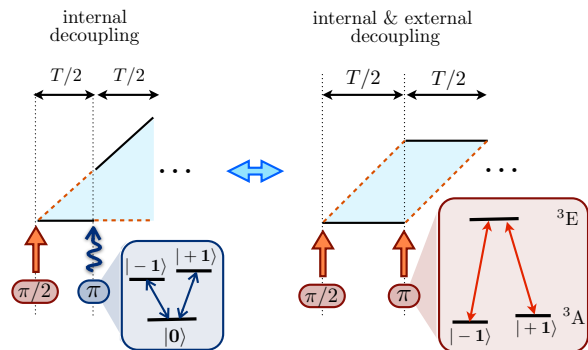 internal
decoupling
T/2 T/2
...
π/2
π
|−1⟩ |+1⟩
|0⟩
internal & external
decoupling
T/2 T/2
...
π/2
π
³E
|−1⟩ |+1⟩ ³A